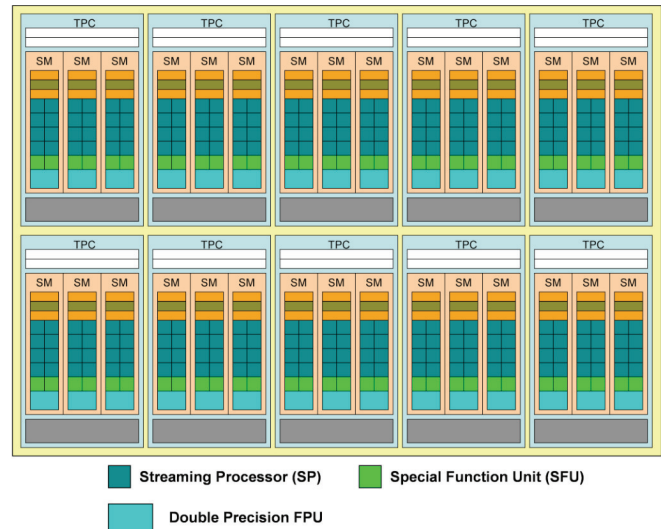 TPC TPC TPC TPC TPC
SM SM SM SM SM SM SM SM SM SM SM SM SM SM SM
TPC TPC TPC TPC TPC
SM SM SM SM SM SM SM SM SM SM SM SM SM SM SM
Streaming Processor (SP) Special Function Unit (SFU)
Double Precision FPU